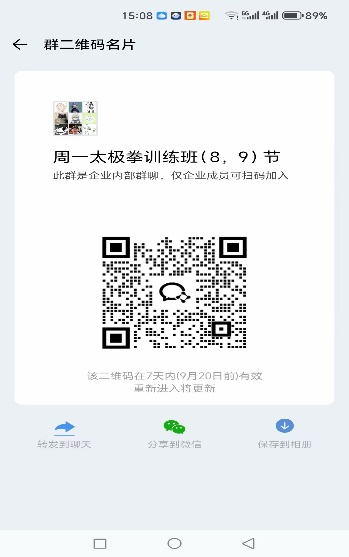 15:08 5G 4G 89%
群二维码名片
周一太极拳训练班(8，9)节
此群是企业内部群聊，仅企业成员可扫码加入
该二维码在7天内(9月20日前)有效
重新进入将更新
转发到聊天 分享到微信 保存到相册